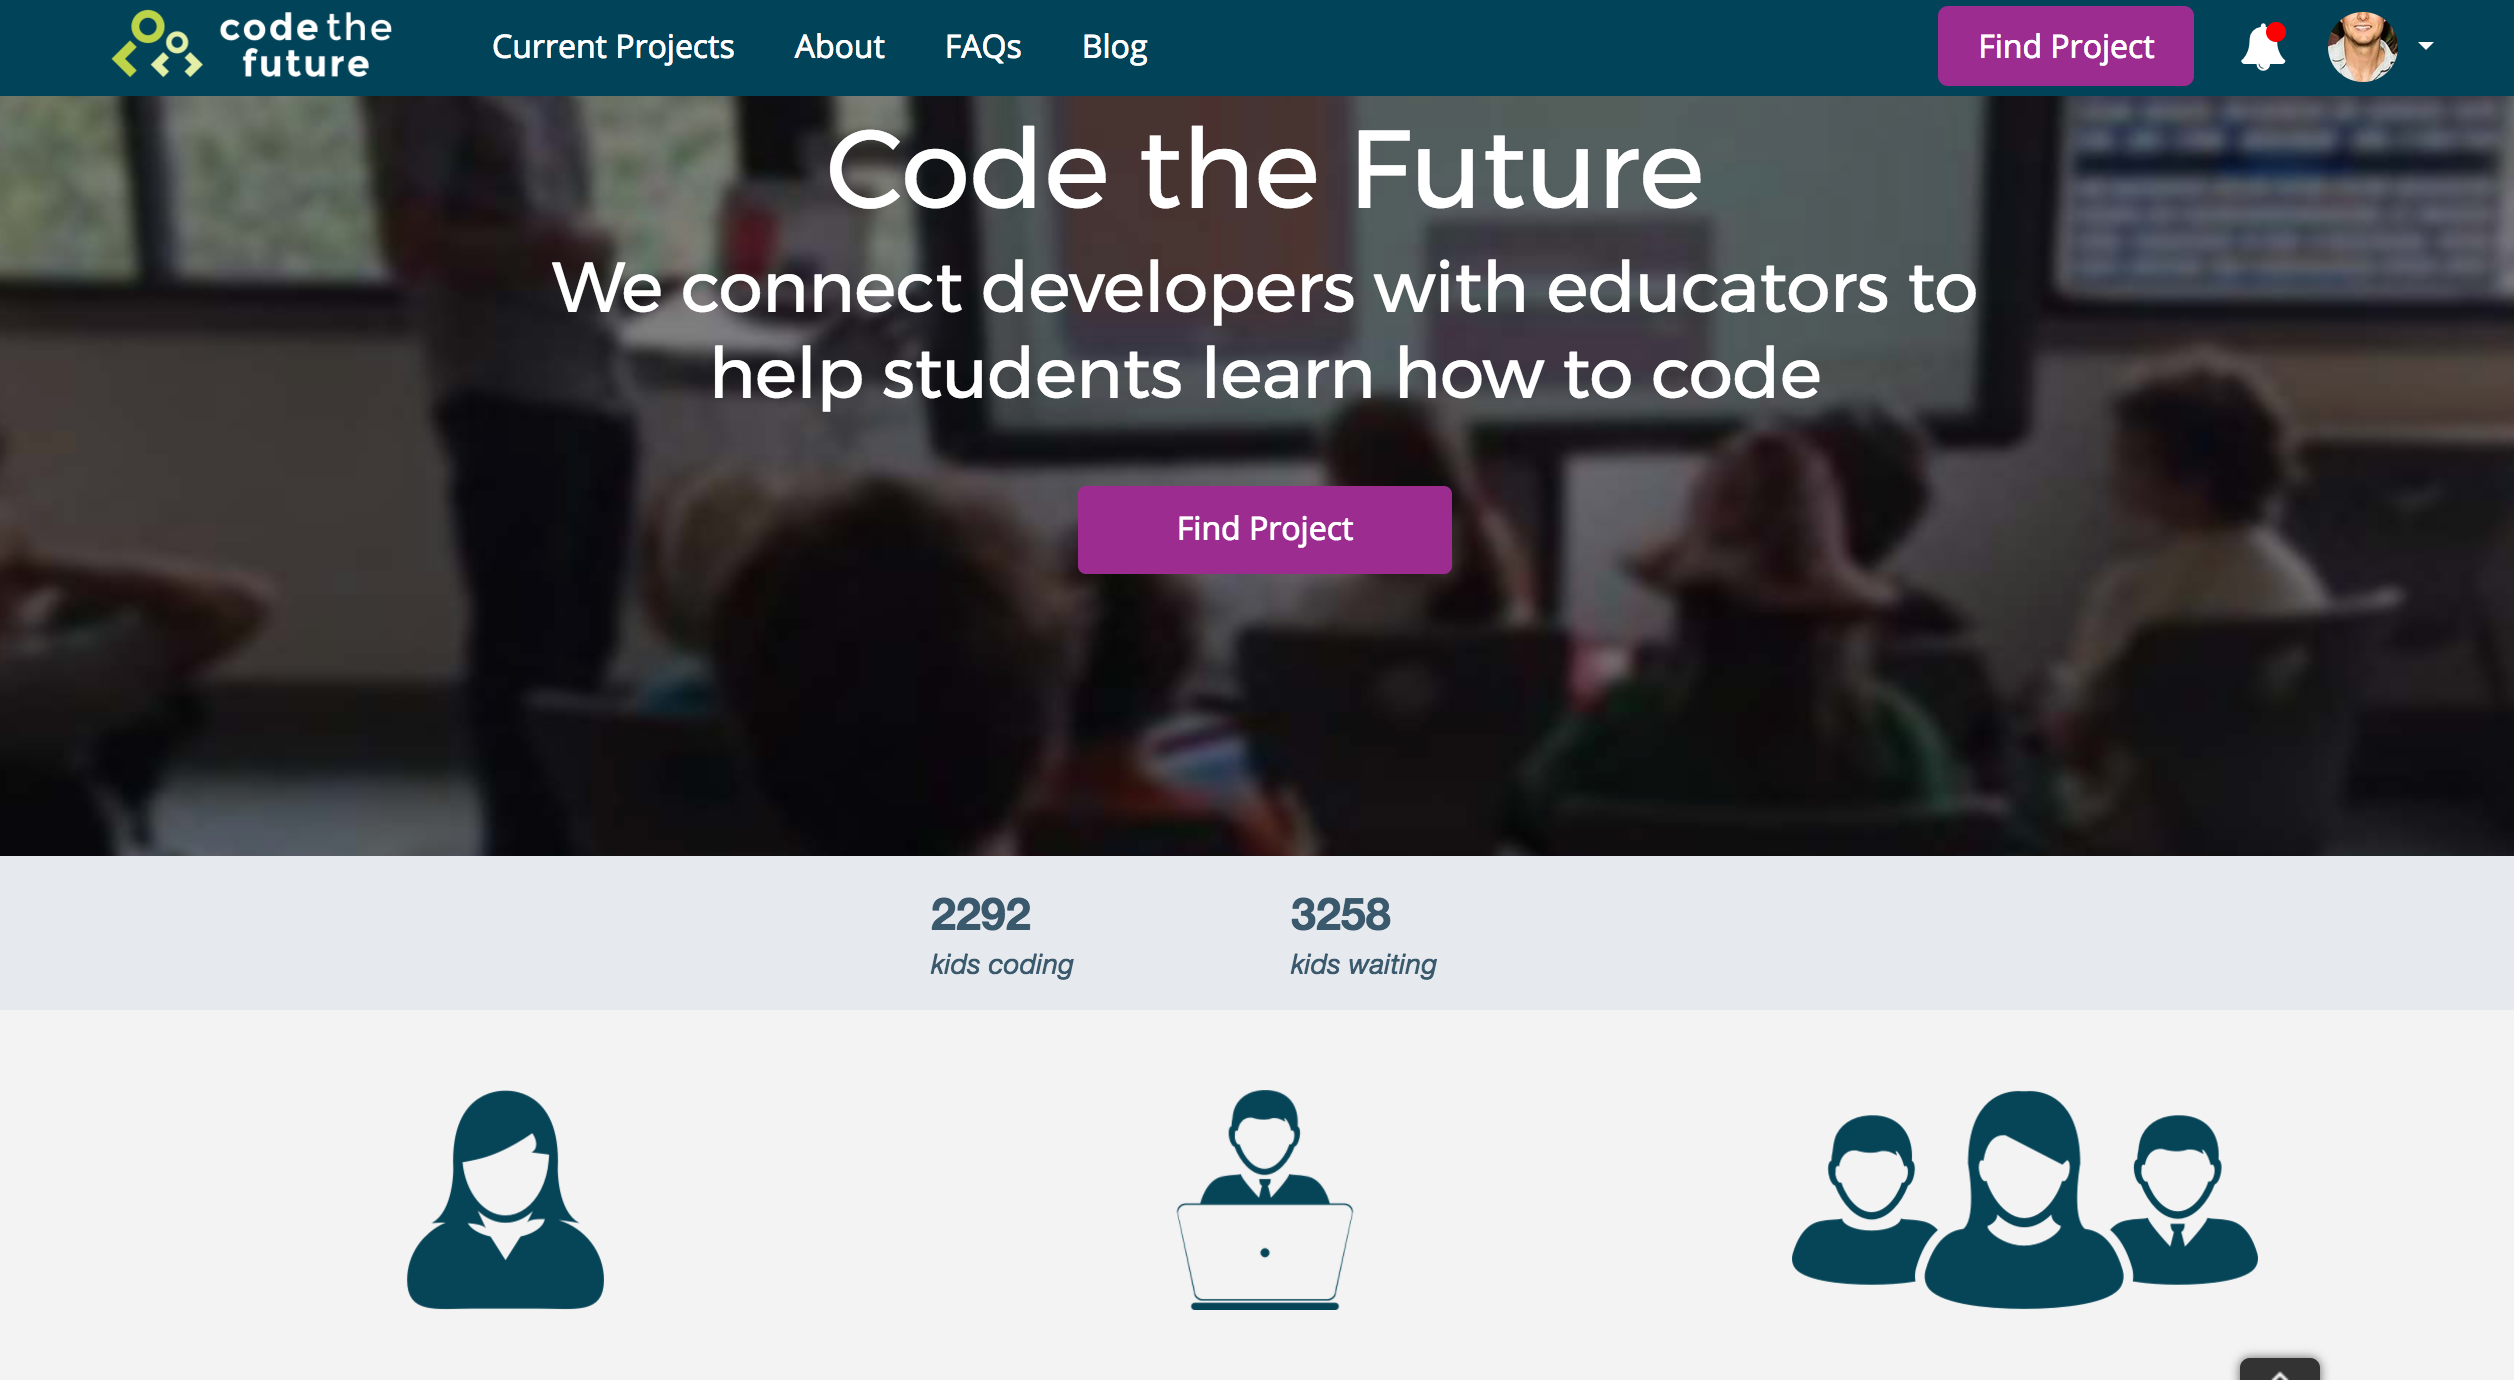 code the
future
Current Projects
About
FAQs
Blog
Find Project
Code the Future
We connect developers with educators to
help students learn how to code
Find Project
2292
kids coding
3258
kids waiting